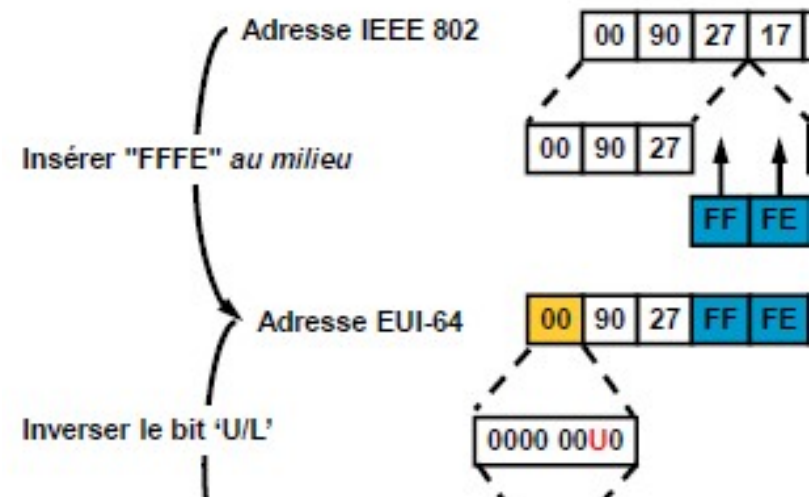 Adresse IEEE 802 00 90 27 17
Insérer "FFFE" au milieu 00 90 27
FF FE
Adresse EUI-64 00 90 27 FF FE
Inverser le bit ‘U/L’ 0000 00U0